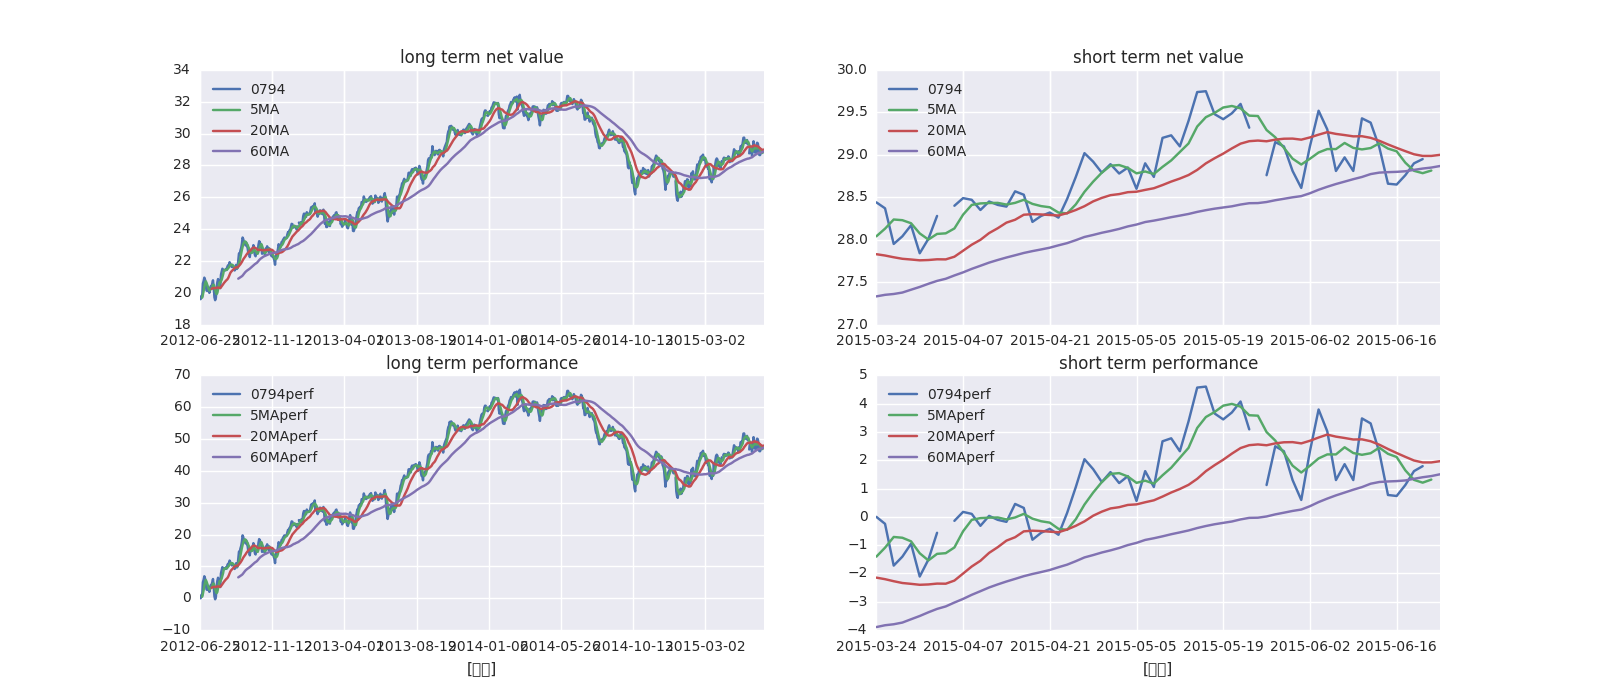 long term net value
34
32
30
28
26
24
22
20
18
0794
5MA
20MA
60MA
2012-06-25 2012-11-12 2013-04-01 2013-08-19 2014-01-06 2014-05-26 2014-10-13 2015-03-02
short term net value
30.0
29.5
29.0
28.5
28.0
27.5
27.0
0794
5MA
20MA
60MA
2015-03-24 2015-04-07 2015-04-21 2015-05-05 2015-05-19 2015-06-02 2015-06-16
long term performance
70
60
50
40
30
20
10
0
−10
0794perf
5MAperf
20MAperf
60MAperf
2012-06-25 2012-11-12 2013-04-01 2013-08-19 2014-01-06 2014-05-26 2014-10-13 2015-03-02
short term performance
5
4
3
2
1
0
−1
−2
−3
−4
0794perf
5MAperf
20MAperf
60MAperf
2015-03-24 2015-04-07 2015-04-21 2015-05-05 2015-05-19 2015-06-02 2015-06-16